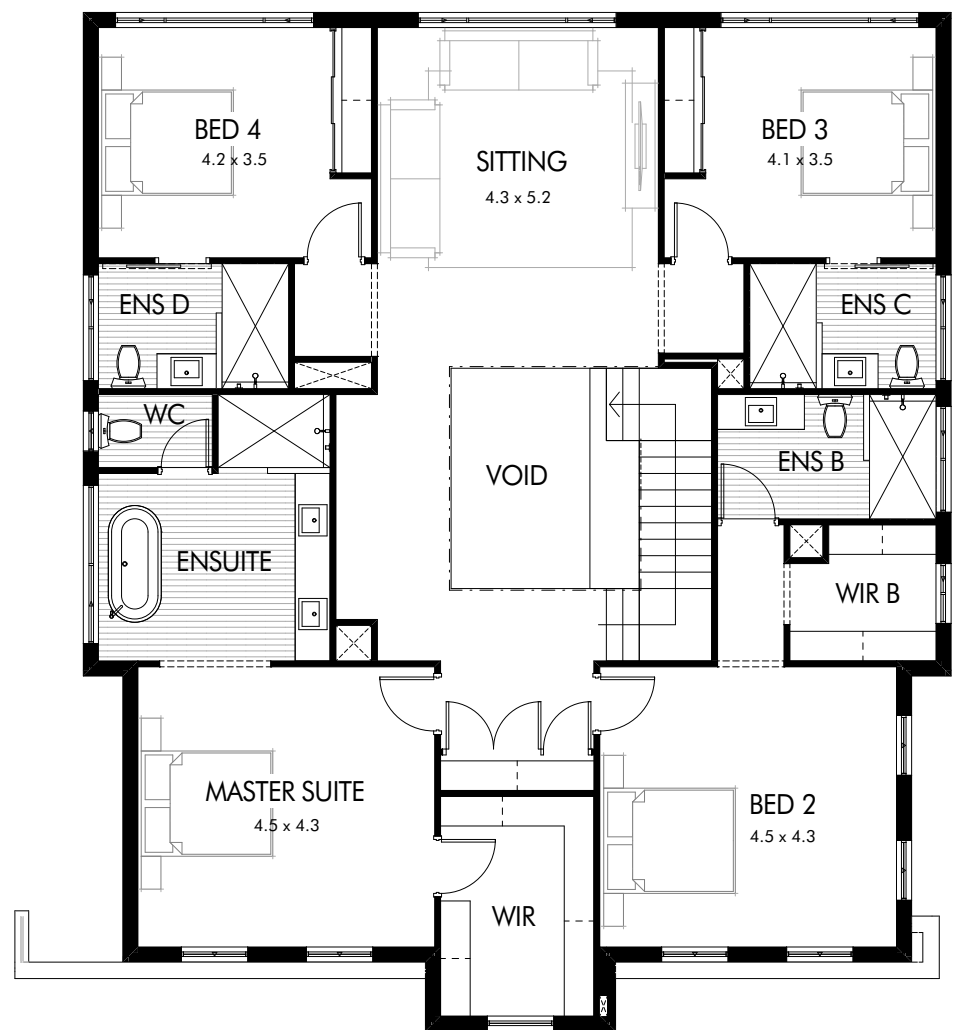 BED 4
4.2 x 3.5
SITTING
4.3 x 5.2
BED 3
4.1 x 3.5
ENS D
ENS C
WC
VOID
ENS B
ENSUITE
WIR B
MASTER SUITE
4.5 x 4.3
BED 2
4.5 x 4.3
WIR